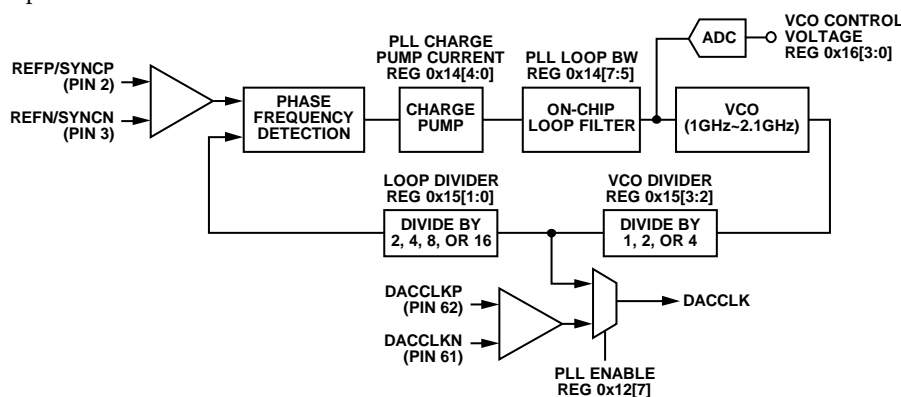 PLL CHARGE
PUMP CURRENT
REG 0x14[4:0]
PLL LOOP BW
REG 0x14[7:5]
ADC
VCO CONTROL
VOLTAGE
REG 0x16[3:0]
REFP/SYNCP
(PIN 2)
REFN/SYNCN
(PIN 3)
PHASE
FREQUENCY
DETECTION
CHARGE
PUMP
ON-CHIP
LOOP FILTER
VCO
(1GHz~2.1GHz)
LOOP DIVIDER
REG 0x15[1:0]
VCO DIVIDER
REG 0x15[3:2]
DIVIDE BY
2, 4, 8, OR 16
DIVIDE BY
1, 2, OR 4
DACCLKP
(PIN 62)
DACCLKN
(PIN 61)
DACCLK
PLL ENABLE
REG 0x12[7]